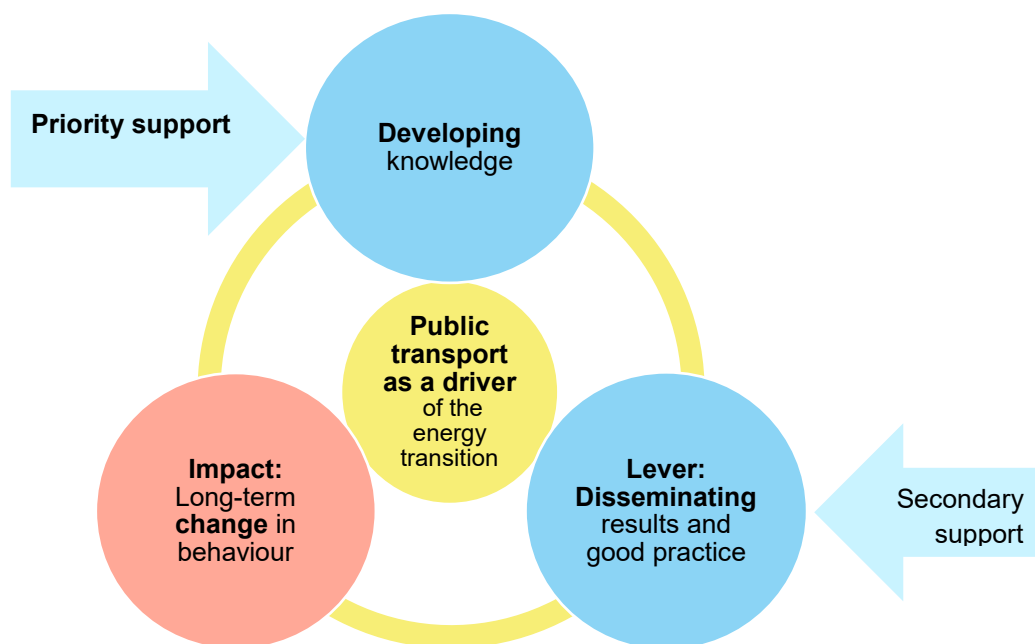 Priority support
Developing
knowledge
Public
transport
as a driver
of the
energy
transition
Impact:
Long-term
change in
behaviour
Lever:
Disseminating
results and
good practice
Secondary
support